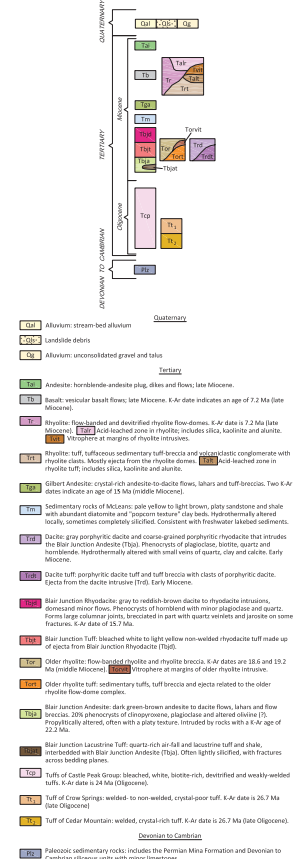 QUATERNARY
Qal
Qls
Qg
Tai
Miocene
Talr
Tvit
Tb
Tr
Talt
Trt
Tga
Tm
TERTIARY
Torvit
Tbjd
Tor
Trd
Tbjt
Tort
Trdt
Tbja
Tbjat
Oligocene
Tcp
Tt1
Tt2
DEVONIAN TO CAMBRIAN
Plz
Quaternary
Qal Alluvium: stream-bed alluvium
Qls Landslide debris
Qg Alluvium: unconsolidated gravel and talus
Tertiary
Tai Andesite: hornblende-andesite plug, dikes and flows; late Miocene.
Tb Basalt: vesicular basalt flows; late Miocene. K-Ar date indicates an age of 7.2 Ma (late
Miocene).
Tr Rhyolite: flow-banded and devitrified rhyolite flow-domes. K-Ar date is 7.2 Ma (late
Miocene). Talr Acid-leached zone in rhyolite; includes silica, kaolinite and alunite.
Tvit Vitrophere at margins of rhyolite intrusives.
Trt Rhyolite: tuff, tuffaceous sedimentary tuff-breccia and volcaniclastic conglomerate with
rhyolite clasts. Mostly ejecta from the rhyolite domes. Talt Acid-leached zone in
rhyolite tuff; includes silica, kaolinite and alunite.
Tga Gilbert Andesite: crystal-rich andesite-to-dacite flows, lahars and flow-breccias. Two K-Ar
dates indicate an age of 15 Ma (middle Miocene).
Tm Sedimentary rocks of McLeans: pale yellow to light brown, platy sandstone and shale
with abundant diatomite and "popcorn texture" clay beds. Hydrothermally altered
locally, sometimes completely silicified. Consistent with freshwater lakebed sediments.
Trd Dacite: gray porphyritic dacite and coarse-grained porphyritic rhyodacite that intrudes
the Blair Junction Andesite (Tbja). Phenocrysts of plagioclase, biotite, quartz and
hornblende. Hydrothermally altered with small veins of quartz, clay and calcite. Early
Miocene.
Trdt Dacite tuff: porphyritic dacite tuff and tuff breccia with clasts of porphyritic dacite.
Ejecta from the dacite intrusive (Trd). Early Miocene.
Tbjd Blair Junction Rhyodacite: gray to reddish-brown dacite to rhyodacite intrusions,
domesand minor flows. Phenocrysts of hornblend with minor plagioclase and quartz.
Forms large columnar joints, brecciated in part with quartz veinlets and jarosite on some
fractures. K-Ar date of 15.7 Ma.
Tbjt Blair Junction Tuff: bleached white to light yellow non-welded rhyodacite tuff made up
of ejecta from Blair Junction Rhyodacite (Tbjd).
Tor Older rhyolite: flow-banded rhyolite and rhyolite breccia. K-Ar dates are 18.6 and 19.2
Ma (middle Miocene). Torvit Vitrophere at margins of older rhyolite intrusive.
Tort Older rhyolite tuff: sedimentary tuffs, tuff breccia and ejecta related to the older
rhyolite flow-dome complex.
Tbja Blair Junction Andesite: dark green-brown andesite to dacite flows, lahars and flow
breccias. 20% phenocrysts of clinopyroxene, plagioclase and altered olivine (?).
Propylitically altered, often with a platy texture. Intruded by rocks with a K-Ar age of
22.2 Ma.
Tbjat Blair Junction Lacustrine Tuff: quartz-rich air-fall and lacustrine tuff and shale,
interbedded with Blair Junction Andesite (Tbja). Often lightly silicified, with fractures
across bedding planes.
Tcp Tuffs of Castle Peak Group: bleached, white, biotite-rich, devitrified and weakly-welded
tuffs. K-Ar date is 24 Ma (Oligocene).
Tt1 Tuff of Crow Springs: welded- to non-welded, crystal-poor tuff. K-Ar date is 26.7 Ma
(late Oligocene)
Tt2 Tuff of Cedar Mountain: welded, crystal-rich tuff. K-Ar date is 26.7 Ma (late Oligocene).
Devonian to Cambrian
Plz Paleozoic sedimentary rocks: includes the Permian Mina Formation and Devonian to
Cambrian siliceous units with minor limestones